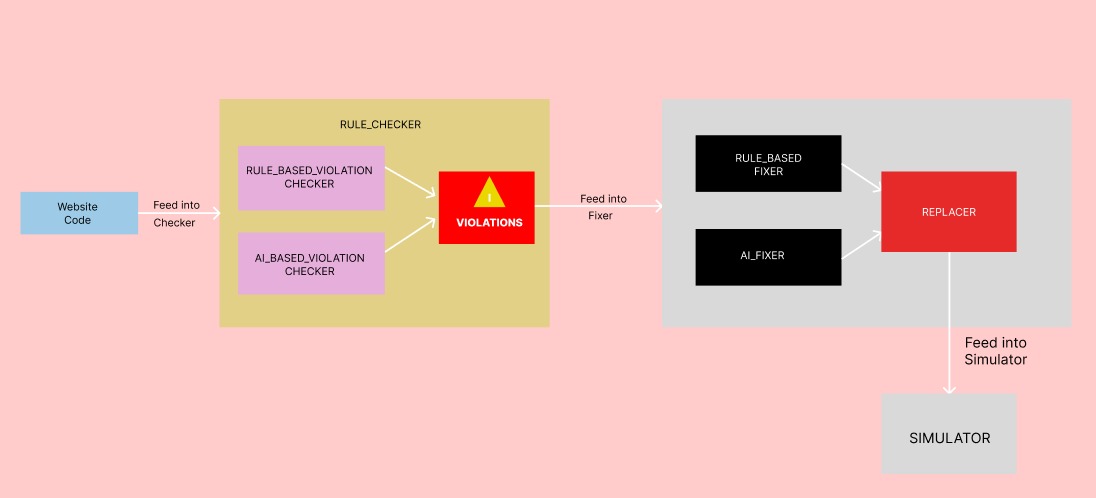 Website
Code
Feed into
Checker
RULE_CHECKER
RULE_BASED_VIOLATION
CHECKER
AI_BASED_VIOLATION
CHECKER
VIOLATIONS
Feed into
Fixer
RULE_BASED
FIXER
AI_FIXER
REPLACER
Feed into
Simulator
SIMULATOR